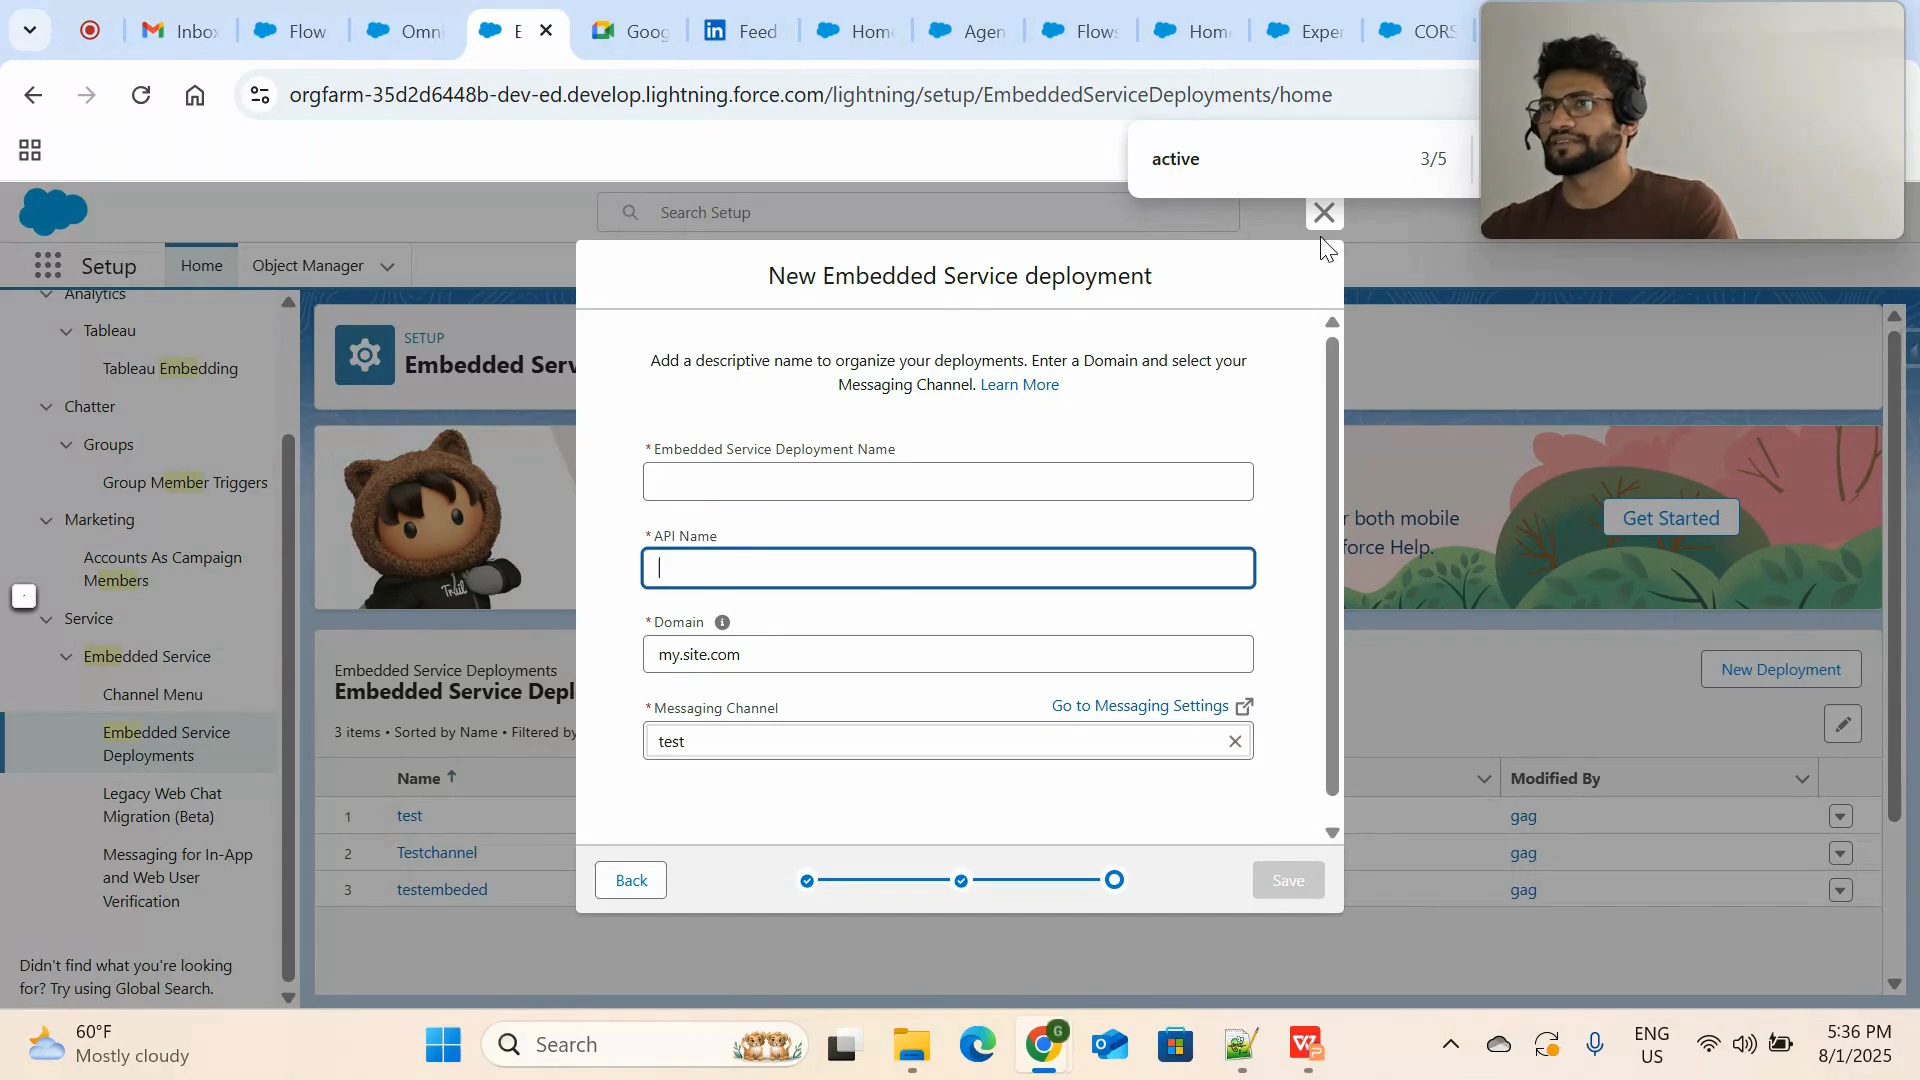 Inbo
Flow
Omni
E
Goog
Feed
Home
Agen
Flows
Home
Exper
CORS
orgfarm-35d2d6448b-dev-ed.develop.lightning.force.com/lightning/setup/EmbeddedServiceDeployments/home
active 3/5
Search Setup
Setup
Home
Object Manager
New Embedded Service deployment
Analytics
Tableau
Tableau Embedding
Chatter
Groups
Group Member Triggers
Marketing
Accounts As Campaign
Members
Service
Embedded Service
Channel Menu
Embedded Service
Deployments
Legacy Web Chat
Migration (Beta)
Messaging for In-App
and Web User
Verification
Didn't find what you're looking
for? Try using Global Search.
SETUP
Embedded Serv
Add a descriptive name to organize your deployments. Enter a Domain and select your
Messaging Channel. Learn More
* Embedded Service Deployment Name
* API Name
* Domain
my.site.com
* Messaging Channel
Go to Messaging Settings
test
Back
Save
r both mobile
force Help.
Get Started
Embedded Service Deployments
Embedded Service Depl
3 items • Sorted by Name • Filtered by
New Deployment
Name
Modified By
1 test gag
2 Testchannel gag
3 testembeded gag
60°F
Mostly cloudy
Search
G
ENG
US
5:36 PM
8/1/2025